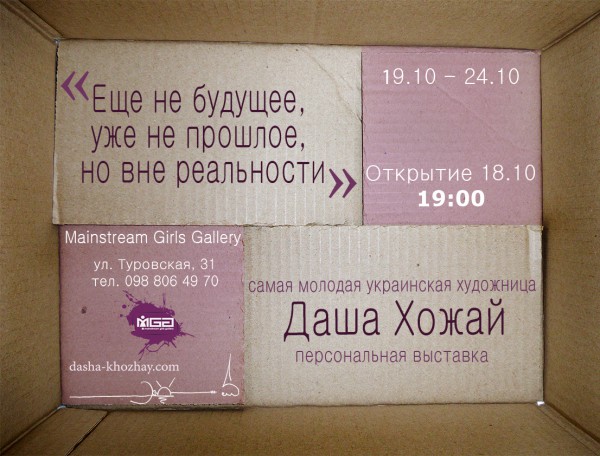 «Еще не будущее,
уже не прошлое,
но вне реальности»
19.10 - 24.10
Открытие 18.10
19:00
Mainstream Girls Gallery
ул. Туровская, 31
тел. 098 806 49 70
MGG
dasha-khozhay.com
самая молодая украинская художница
Даша Хожай
персональная выставка